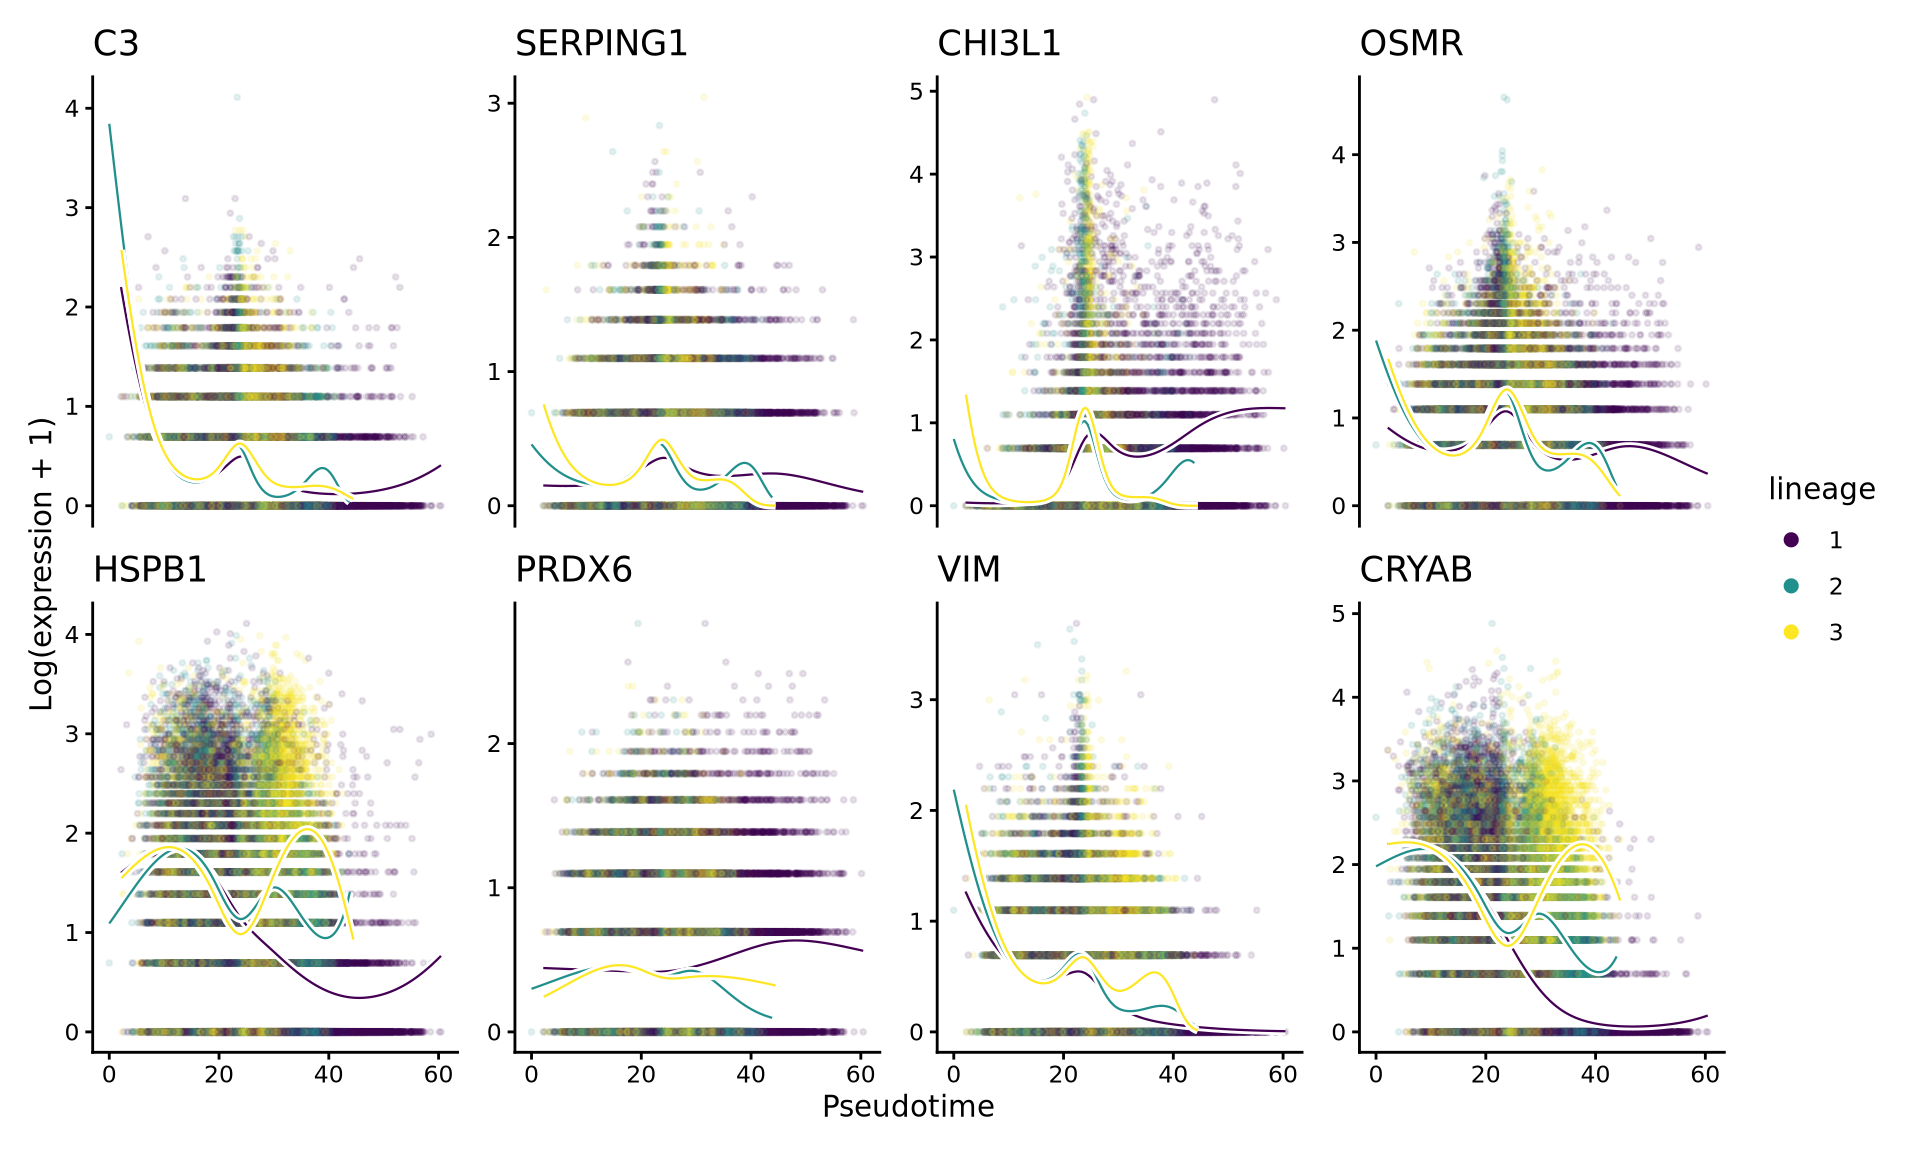 C3 SERPING1 CHI3L1 OSMR
4 3 2 1 0
3 2 1 0
5 4 3 2 1 0
4 3 2 1 0
lineage
1
2
3
Log(expression + 1)
HSPB1 PRDX6 VIM CRYAB
4 3 2 1 0
2 1 0
3 2 1 0
5 4 3 2 1 0
0 20 40 60 0 20 40 60 0 20 40 60 0 20 40 60
Pseudotime